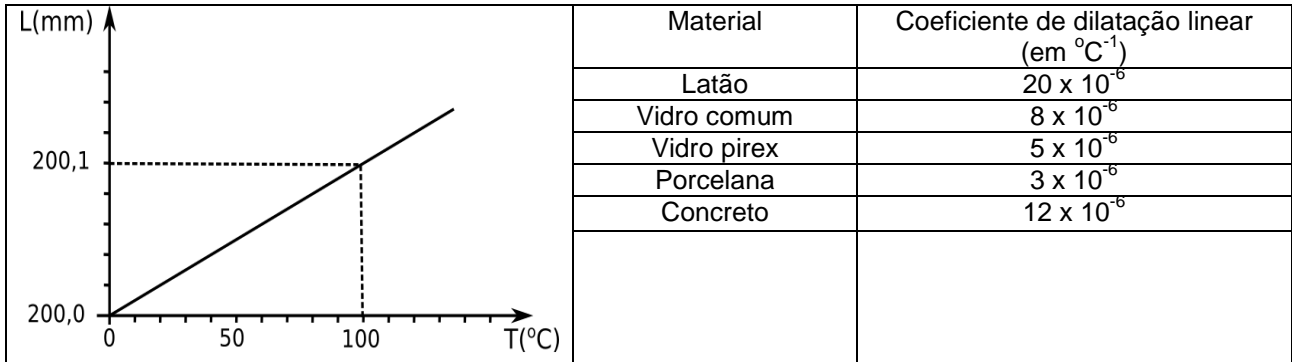 L(mm)
200,1
200,0
0 50 100 T(°C)
Material Coeficiente de dilatação linear
(em °C⁻¹)
Latão 20 x 10⁻⁶
Vidro comum 8 x 10⁻⁶
Vidro pirex 5 x 10⁻⁶
Porcelana 3 x 10⁻⁶
Concreto 12 x 10⁻⁶